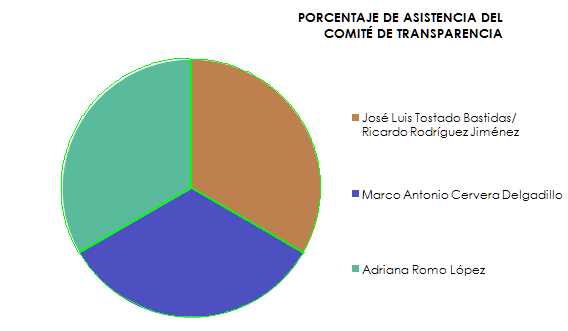 PORCENTAJE DE ASISTENCIA DEL
COMITÉ DE TRANSPARENCIA
José Luis Tostado Bastidas/
Ricardo Rodríguez Jiménez
Marco Antonio Cervera Delgadillo
Adriana Romo López